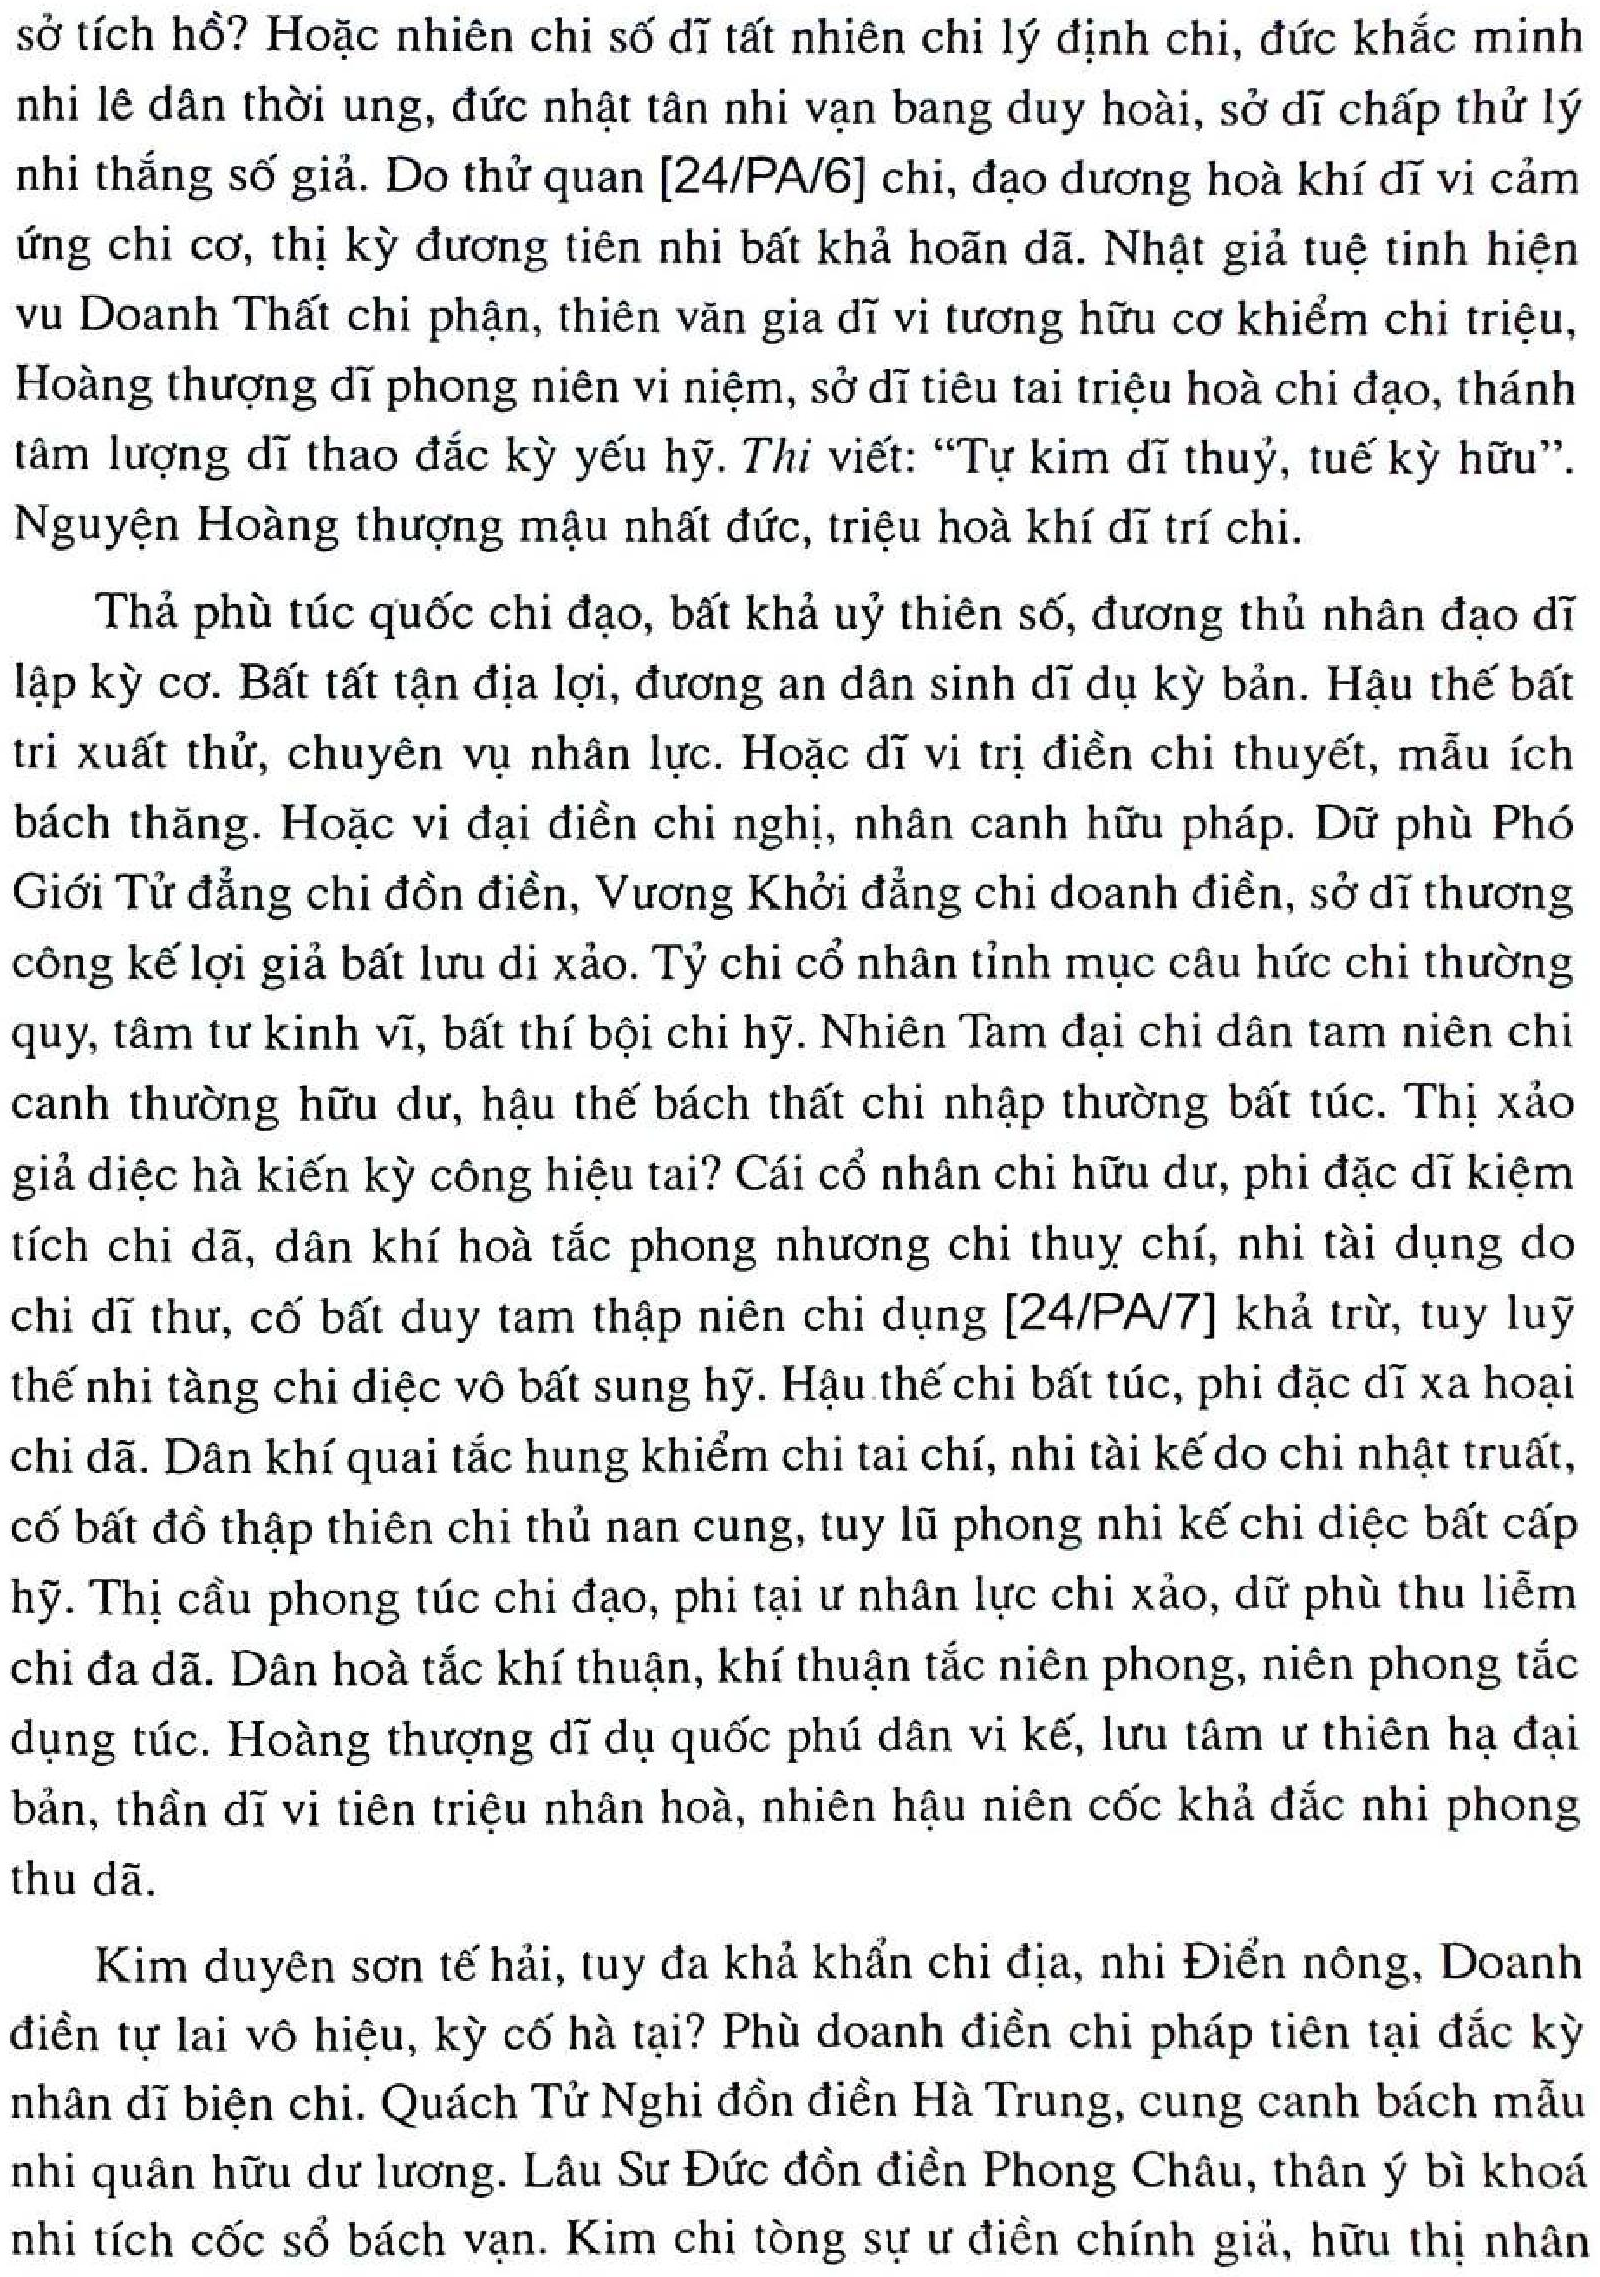 sở tích hồ? Hoặc nhiên chi số dĩ tất nhiên chi lý định chi, đức khắc minh
nhi lê dân thời ung, đức nhật tân nhi vạn bang duy hoài, sở dĩ chấp thử lý
nhi thắng số giả. Do thử quan [24/PA/6] chi, đạo dương hoà khí dĩ vi cảm
ứng chi cơ, thị kỳ đương tiên nhi bất khả hoãn dã. Nhật giả tuệ tinh hiện
vu Doanh Thất chi phận, thiên văn gia dĩ vi tương hữu cơ khiểm chi triệu,
Hoàng thượng dĩ phong niên vi niệm, sở dĩ tiêu tai triệu hoà chi đạo, thánh
tâm lượng dĩ thao đắc kỳ yếu hỹ. Thi viết: “Tự kim dĩ thuỷ, tuế kỳ hữu”.
Nguyện Hoàng thượng mậu nhất đức, triệu hoà khí dĩ trí chi.
Thả phù túc quốc chi đạo, bất khả uỷ thiên số, đương thủ nhân đạo dĩ
lập kỳ cơ. Bất tất tận địa lợi, đương an dân sinh dĩ dụ kỳ bản. Hậu thế bất
tri xuất thử, chuyên vụ nhân lực. Hoặc dĩ vi trị điền chi thuyết, mẫu ích
bách thăng. Hoặc vi đại điền chi nghị, nhân canh hữu pháp. Dữ phù Phó
Giới Tử đẳng chi đồn điền, Vương Khởi đẳng chi doanh điền, sở dĩ thương
công kế lợi giả bất lưu di xảo. Tỷ chi cổ nhân tỉnh mục câu hức chi thường
quy, tâm tư kinh vĩ, bất thí bội chi hỹ. Nhiên Tam đại chi dân tam niên chi
canh thường hữu dư, hậu thế bách thất chi nhập thường bất túc. Thị xảo
giả diệc hà kiến kỳ công hiệu tai? Cái cổ nhân chi hữu dư, phi đặc dĩ kiệm
tích chi dã, dân khí hoà tắc phong nhương chi thuỵ chí, nhi tài dụng do
chi dĩ thư, cố bất duy tam thập niên chi dụng [24/PA/7] khả trừ, tuy luỹ
thế nhi tàng chi diệc vô bất sung hỹ. Hậu thế chi bất túc, phi đặc dĩ xa hoại
chi dã. Dân khí quai tắc hung khiểm chi tai chí, nhi tài kế do chi nhật truất,
cố bất đồ thập thiên chi thủ nan cung, tuy lũ phong nhi kế chi diệc bất cấp
hỹ. Thị cầu phong túc chi đạo, phi tại ư nhân lực chi xảo, dữ phù thu liễm
chi đa dã. Dân hoà tắc khí thuận, khí thuận tắc niên phong, niên phong tắc
dụng túc. Hoàng thượng dĩ dụ quốc phú dân vi kế, lưu tâm ư thiên hạ đại
bản, thần dĩ vi tiên triệu nhân hoà, nhiên hậu niên cốc khả đắc nhi phong
thu dã.
Kim duyên sơn tế hải, tuy đa khả khẩn chi địa, nhi Điển nông, Doanh
điền tự lai vô hiệu, kỳ cố hà tại? Phù doanh điền chi pháp tiên tại đắc kỳ
nhân dĩ biện chi. Quách Tử Nghi đồn điền Hà Trung, cung canh bách mẫu
nhi quân hữu dư lương. Lâu Sư Đức đồn điền Phong Châu, thân ý bì khoá
nhi tích cốc sổ bách vạn. Kim chi tòng sự ư điền chính giả, hữu thị nhân